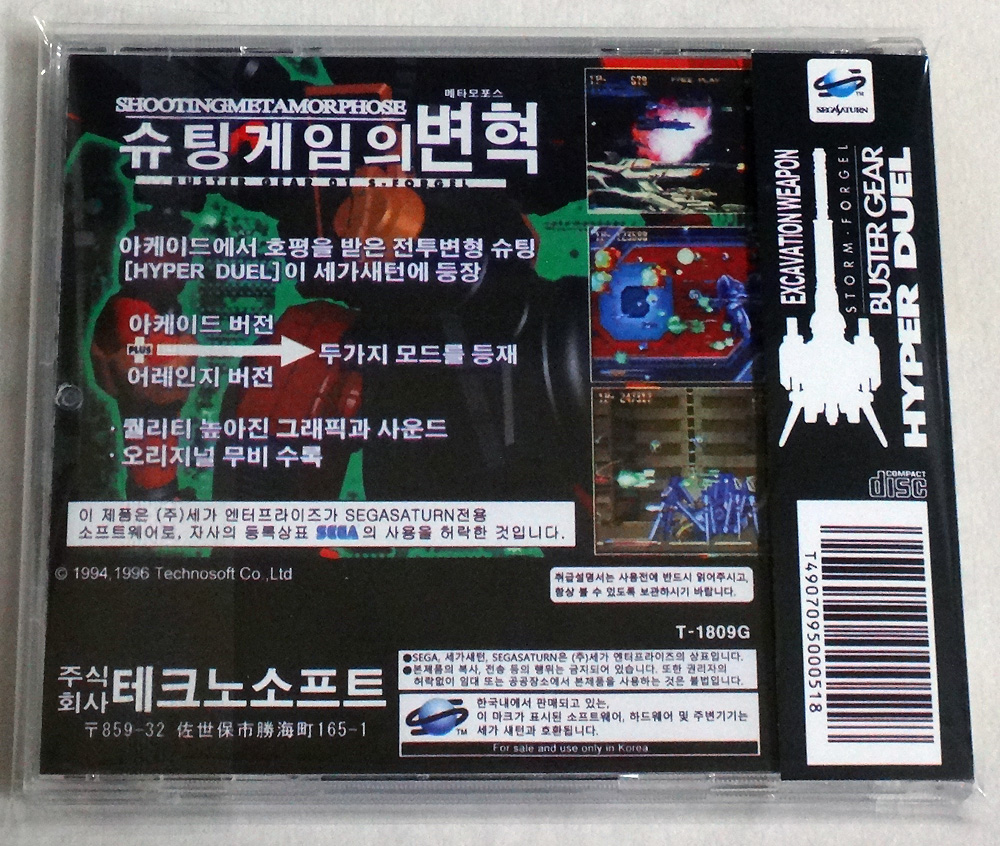 메타모포스
SHOOTINGMETAMORPHOSE
슈팅게임의변혁
BUSTER GEAR OF S-FORGEL
아케이드에서 호평을 받은 전투변형 슈팅
[HYPER DUEL]이 세가새턴에 등장
아케이드 버전
PLUS
두가지 모드를 등재
어레인지 버전
· 퀄리티 높아진 그래픽과 사운드
· 오리지널 무비 수록
이 제품은 (주)세가 엔터프라이즈가 SEGASATURN전용
소프트웨어로, 자사의 등록상표 SEGA 의 사용을 허락한 것입니다.
© 1994,1996 Technosoft Co.,Ltd
취급설명서는 사용전에 반드시 읽어주시고,
항상 볼 수 있도록 보관하시기 바랍니다.
T-1809G
●SEGA, 세가새턴, SEGASATURN은 (주)세가 엔터프라이즈의 상표입니다.
●본제품의 복사, 전송 등의 행위는 금지되어 있습니다. 또한 권리자의
허락없이 임대 또는 공공장소에서 본제품을 사용하는 것은 불법입니다.
주식
회사
테크노소프트
〒859-32 佐世保市勝海町165-1
TM
한국내에서 판매되고 있는,
이 마크가 표시된 소프트웨어, 하드웨어 및 주변기기는
세가 새턴과 호환됩니다.
For sale and use only in Korea
TM
SEGA SATURN
EXCAVATION WEAPON
STORM-FORGEL
BUSTER GEAR
HYPER DUEL
COMPACT
disc
T4907095000518